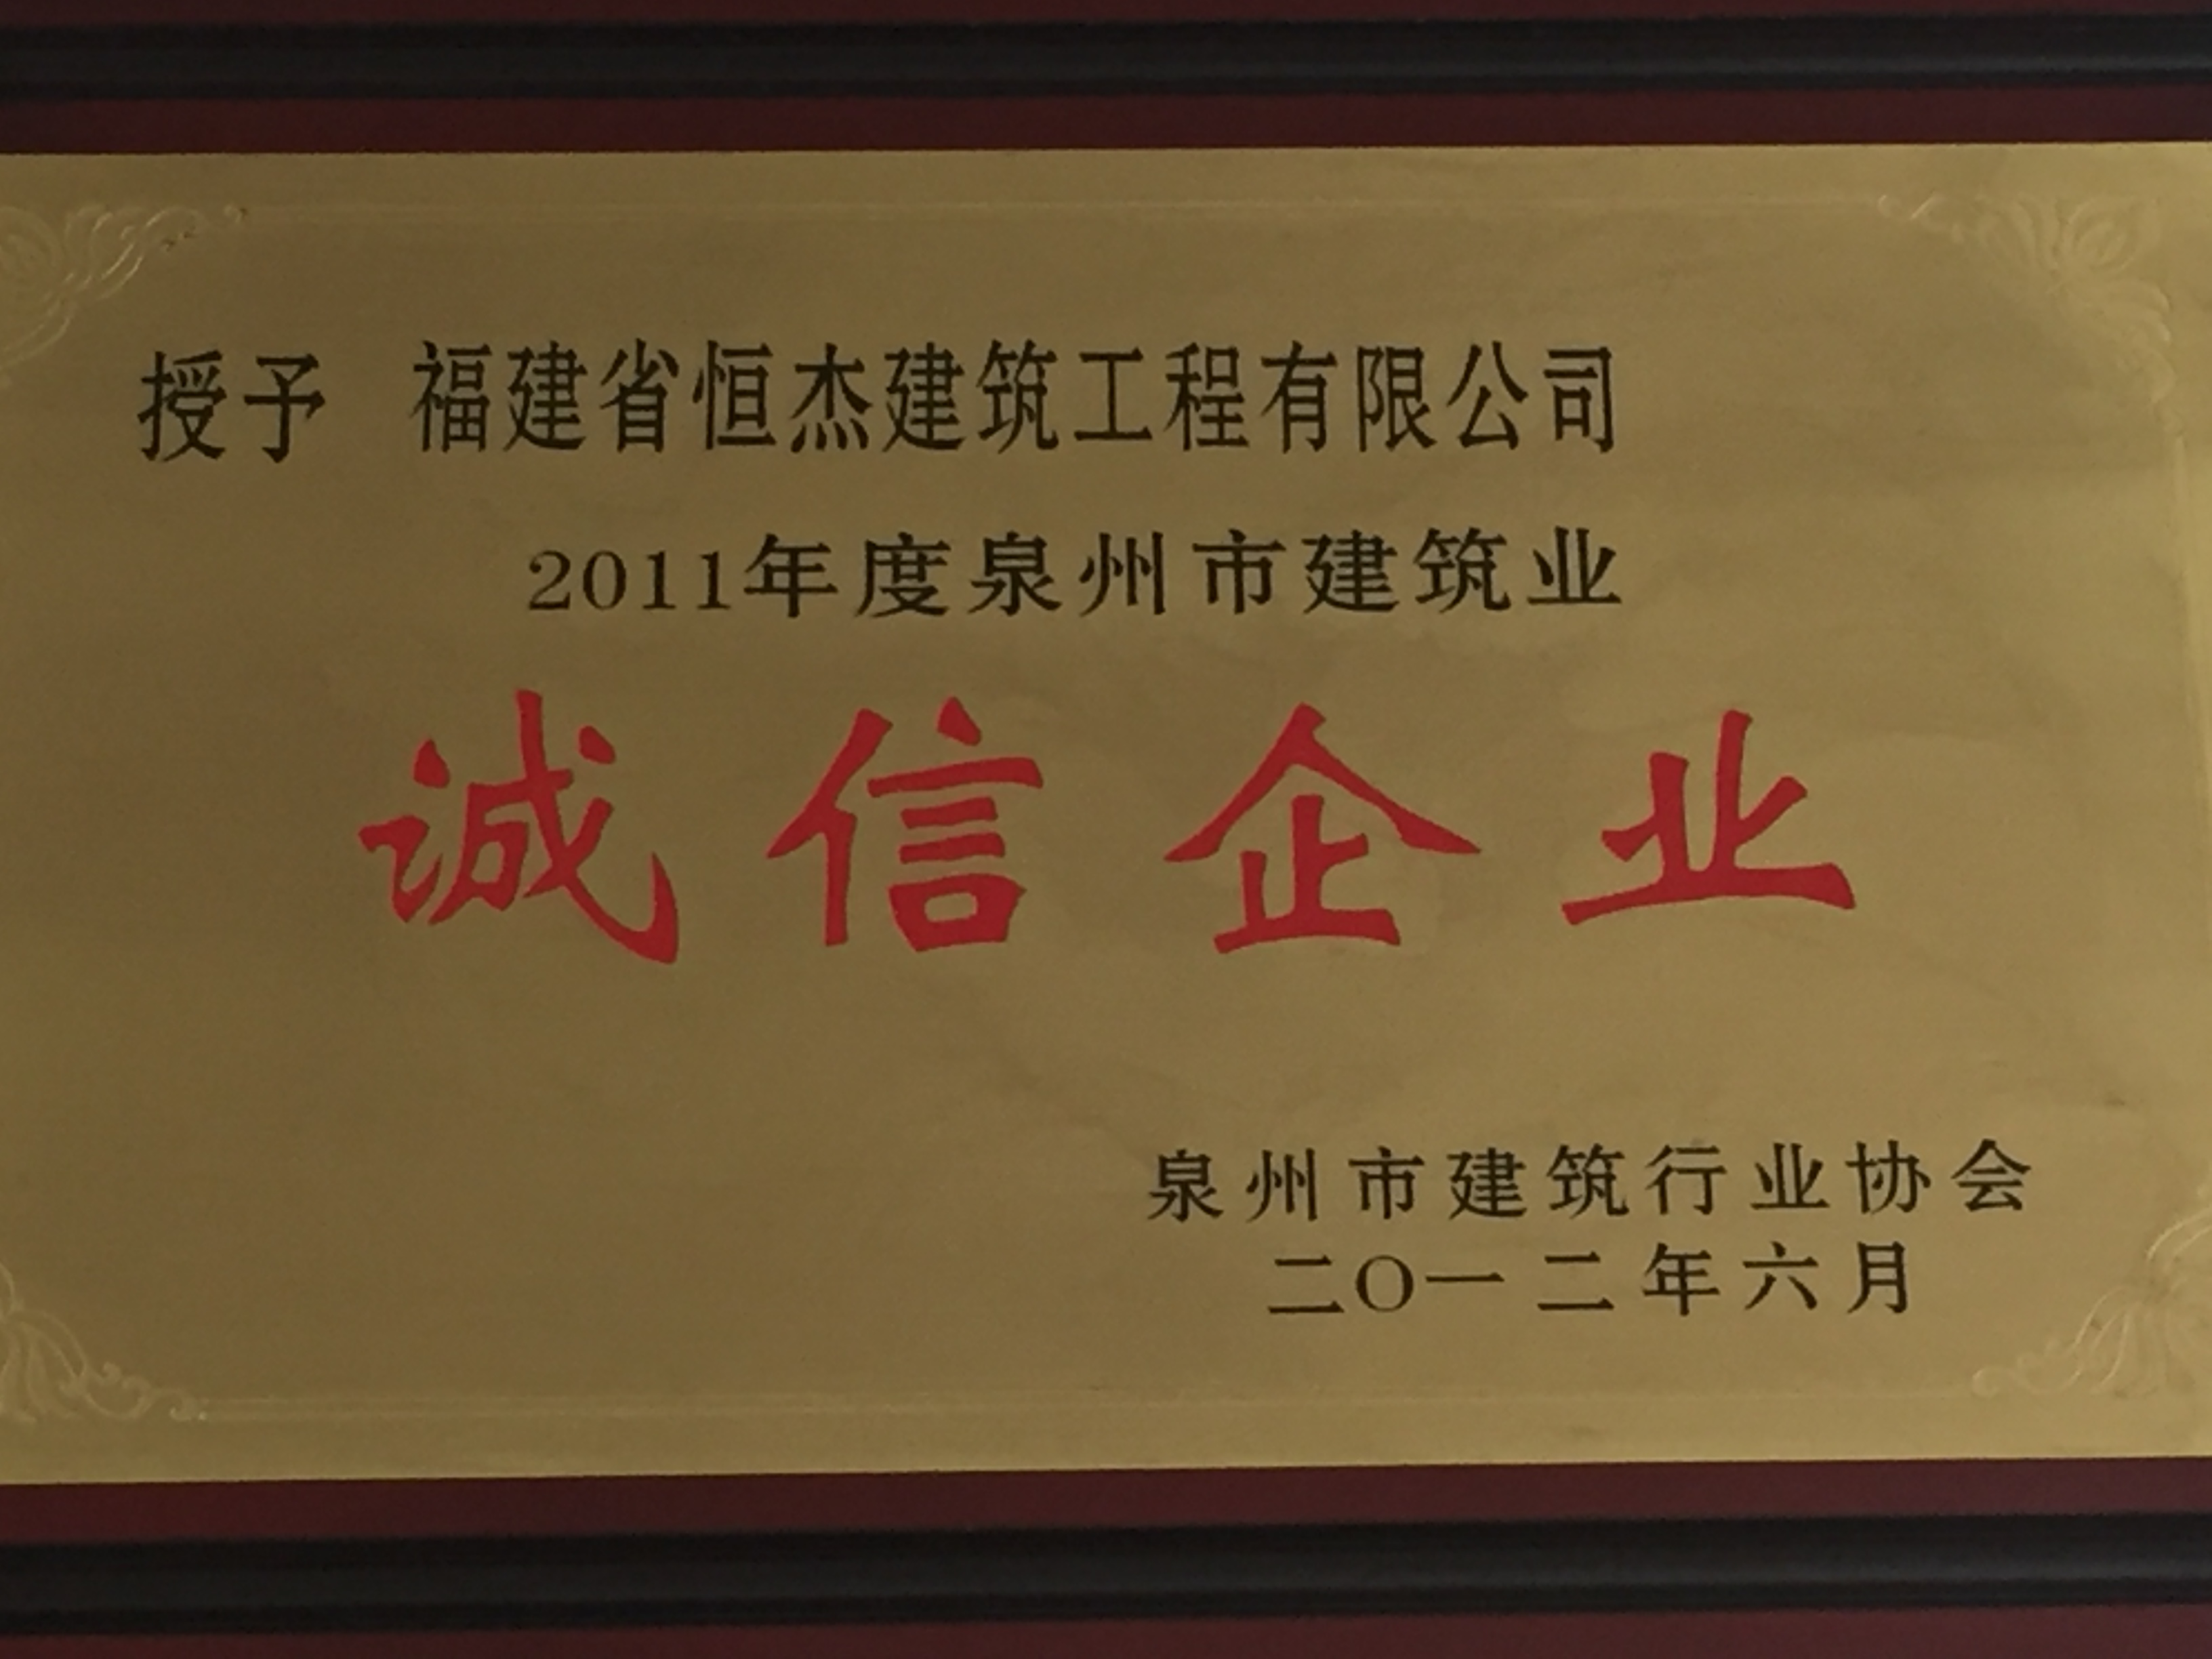 授予 福建省恒杰建筑工程有限公司
2011年度泉州市建筑业
诚信企业
泉州市建筑行业协会
二〇一二年六月